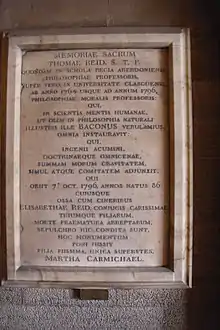 MEMORIAE SACRUM
THOMAE REID, S. T. P.
QUONDAM IN SCHOLA REGIA ABERDONIENSI
PHILOSOPHIAE PROFESSORIS,
NUPER VERO IN UNIVERSITATE GLASGUENSI
AB ANNO 1764 USQUE AD ANNUM 1796,
PHILOSOPHIAE MORALIS PROFESSORIS:
QUI,
IN SCIENTIA MENTIS HUMANAE,
UT OLIM IN PHILOSOPHIA NATURALI
ILLUSTRIS ILLE BACONUS VERULAMIUS,
OMNIA INSTAURAVIT:
QUI,
INGENII ACUMINI,
DOCTRINAEQUE OMNIGENAE,
SUMMAM MORUM GRAVITATEM,
SIMUL ATQUE COMITATEM ADJUNXIT:
QUI
OBIIT 7° OCT. 1796, ANNOS NATUS 86
CUJUSQUE
OSSA CUM CINERIBUS
ELISABETHAE REID, CONJUGIS CARISSIMAE,
TRIUMQUE FILIARUM,
MORTE PRAEMATURA ABREPTARUM,
SEPULCHRO HIC CONDITA SUNT.
HOC MONUMENTUM
PONI JUSSIT
FILIA PIISSIMA, UNICA SUPERSTES,
MARTHA CARMICHAEL.